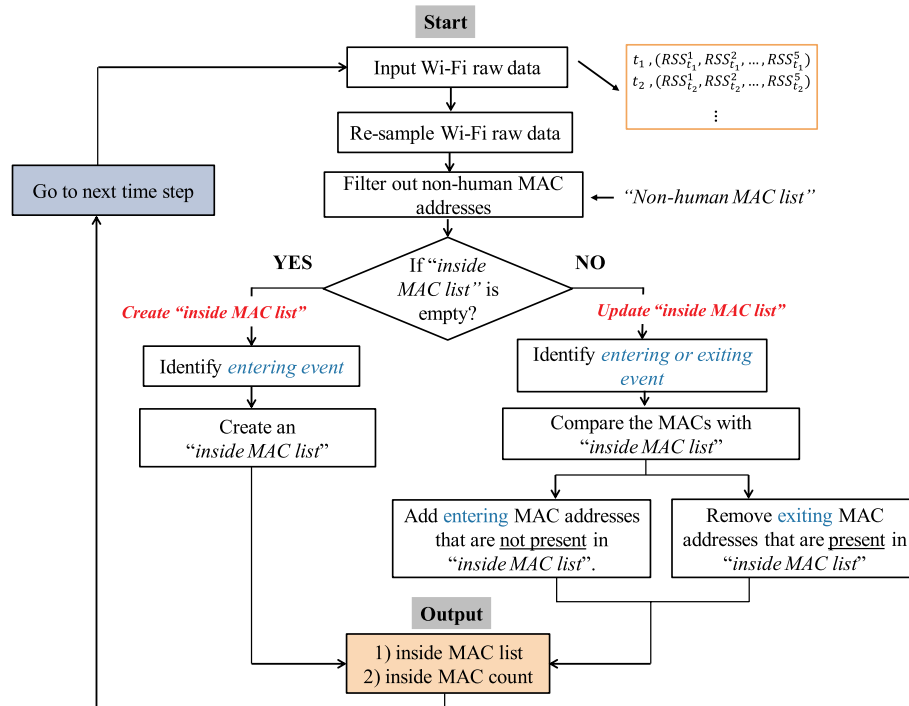 Start
Input Wi-Fi raw data
t₁ , (RSS¹ₜ₁, RSS²ₜ₁, ..., RSS⁵ₜ₁)
t₂ , (RSS¹ₜ₂, RSS²ₜ₂, ..., RSS⁵ₜ₂)
⋮
Re-sample Wi-Fi raw data
Go to next time step
Filter out non-human MAC
addresses
“Non-human MAC list”
YES
NO
If “inside
MAC list” is
empty?
Create “inside MAC list”
Update “inside MAC list”
Identify entering event
Identify entering or exiting
event
Create an
“inside MAC list”
Compare the MACs with
“inside MAC list”
Add entering MAC addresses
that are not present in
“inside MAC list”.
Remove exiting MAC
addresses that are present in
“inside MAC list”
Output
1) inside MAC list
2) inside MAC count